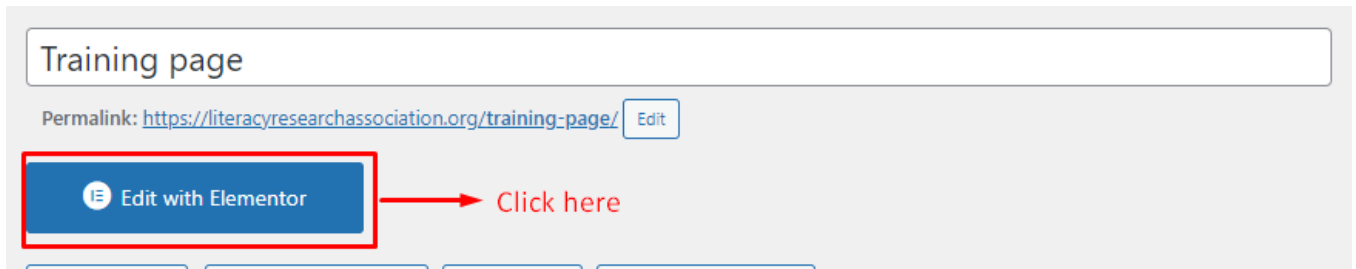 Training page
Permalink: https://literacyresearchassociation.org/training-page/ Edit
Edit with Elementor
Click here